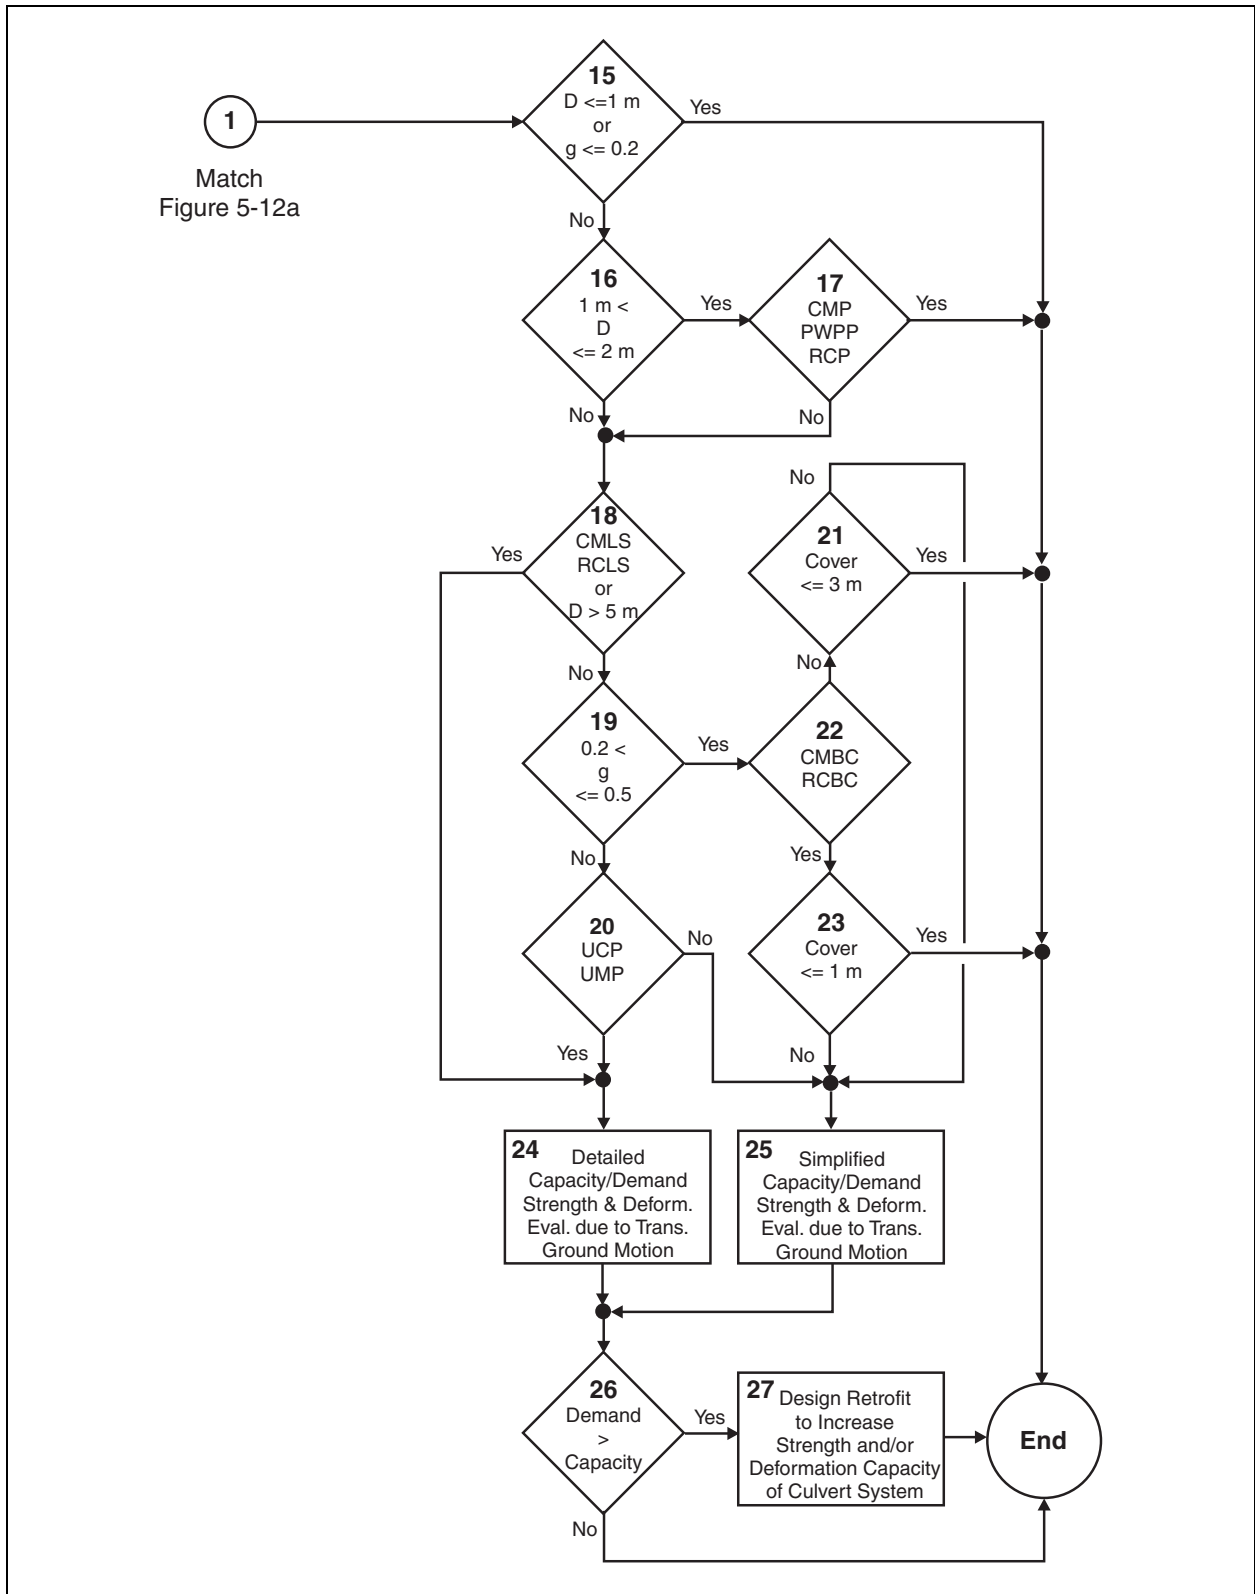 1
Match
Figure 5-12a
15
D <=1 m
or
g <= 0.2
Yes
No
16
1 m <
D
<= 2 m
Yes
No
17
CMP
PWPP
RCP
Yes
No
18
CMLS
RCLS
or
D > 5 m
Yes
No
21
Cover
<= 3 m
No
Yes
19
0.2 <
g
<= 0.5
Yes
No
22
CMBC
RCBC
No
Yes
20
UCP
UMP
No
Yes
23
Cover
<= 1 m
Yes
No
24
Detailed
Capacity/Demand
Strength & Deform.
Eval. due to Trans.
Ground Motion
25
Simplified
Capacity/Demand
Strength & Deform.
Eval. due to Trans.
Ground Motion
26
Demand
>
Capacity
Yes
No
27
Design Retrofit
to Increase
Strength and/or
Deformation Capacity
of Culvert System
End